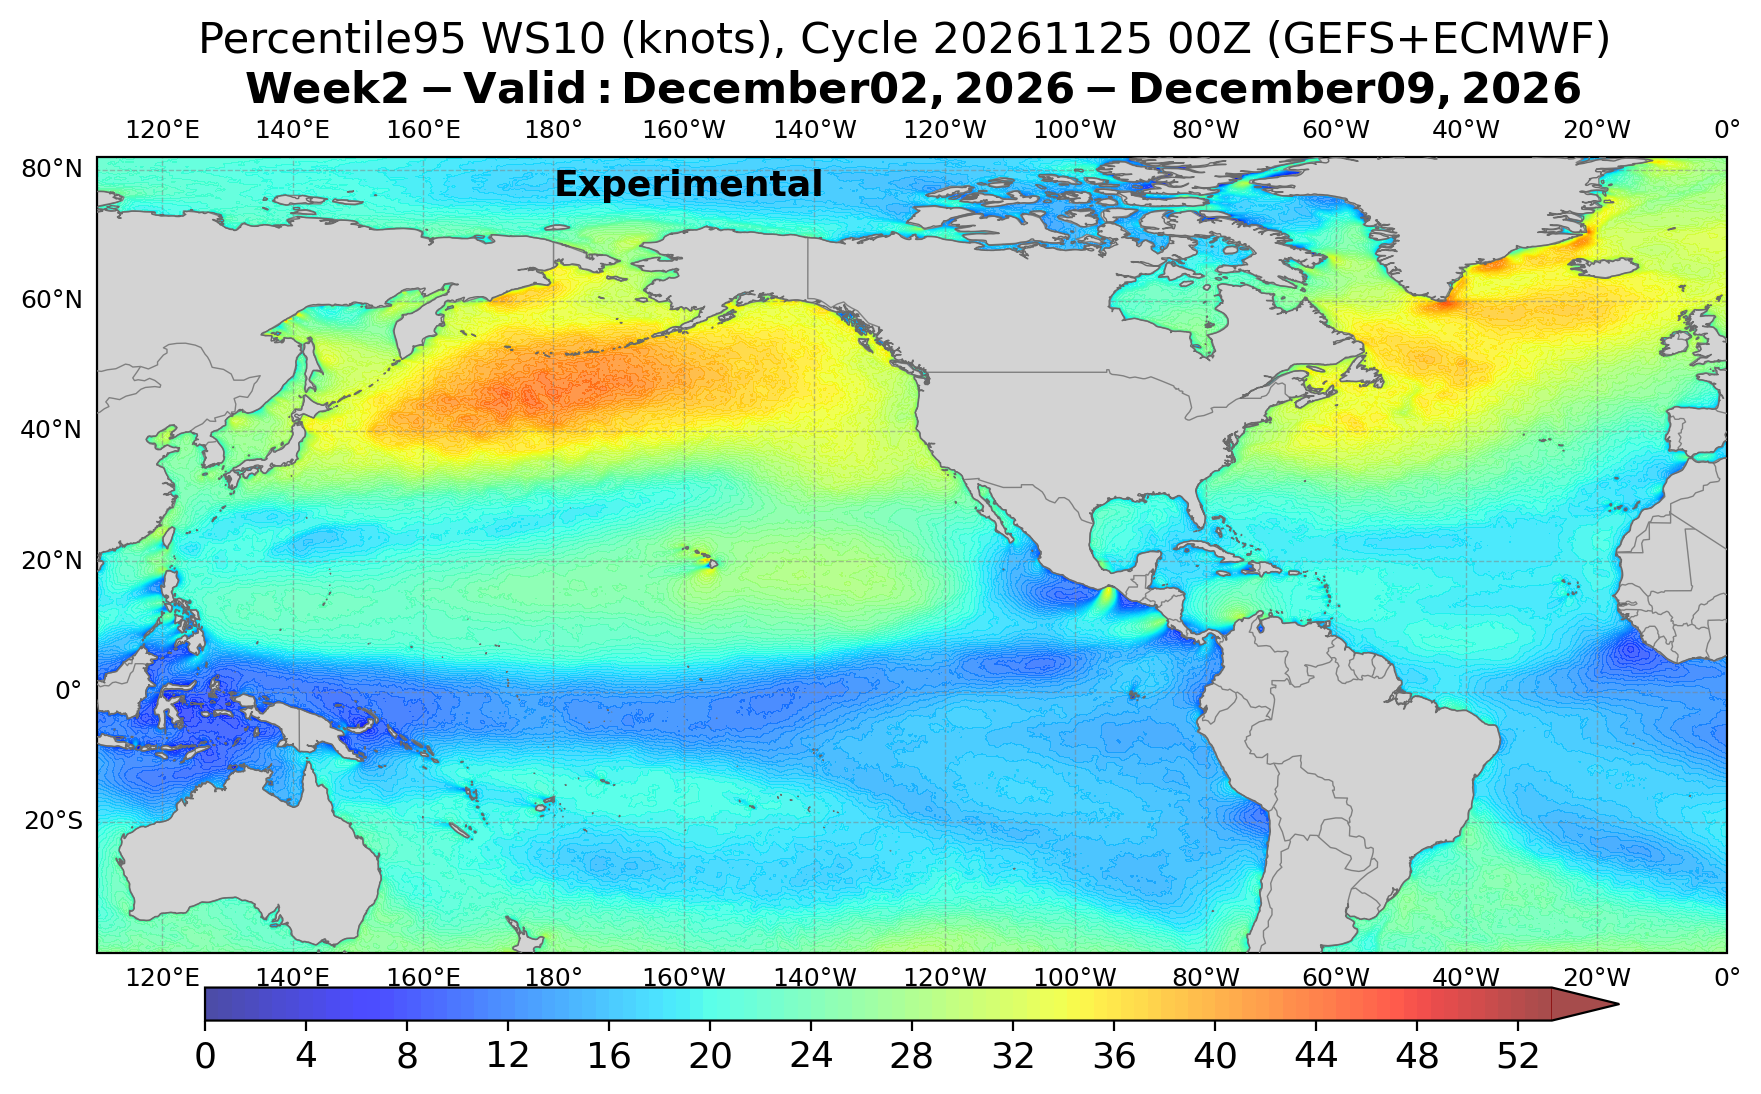 Percentile95 WS10 (knots), Cycle 20261125 00Z (GEFS+ECMWF)
Week2 − Valid : December02, 2026 − December09, 2026
120°E 140°E 160°E 180° 160°W 140°W 120°W 100°W 80°W 60°W 40°W 20°W 0°
80°N
Experimental
60°N
40°N
20°N
0°
20°S
120°E 140°E 160°E 180° 160°W 140°W 120°W 100°W 80°W 60°W 40°W 20°W 0°
0 4 8 12 16 20 24 28 32 36 40 44 48 52